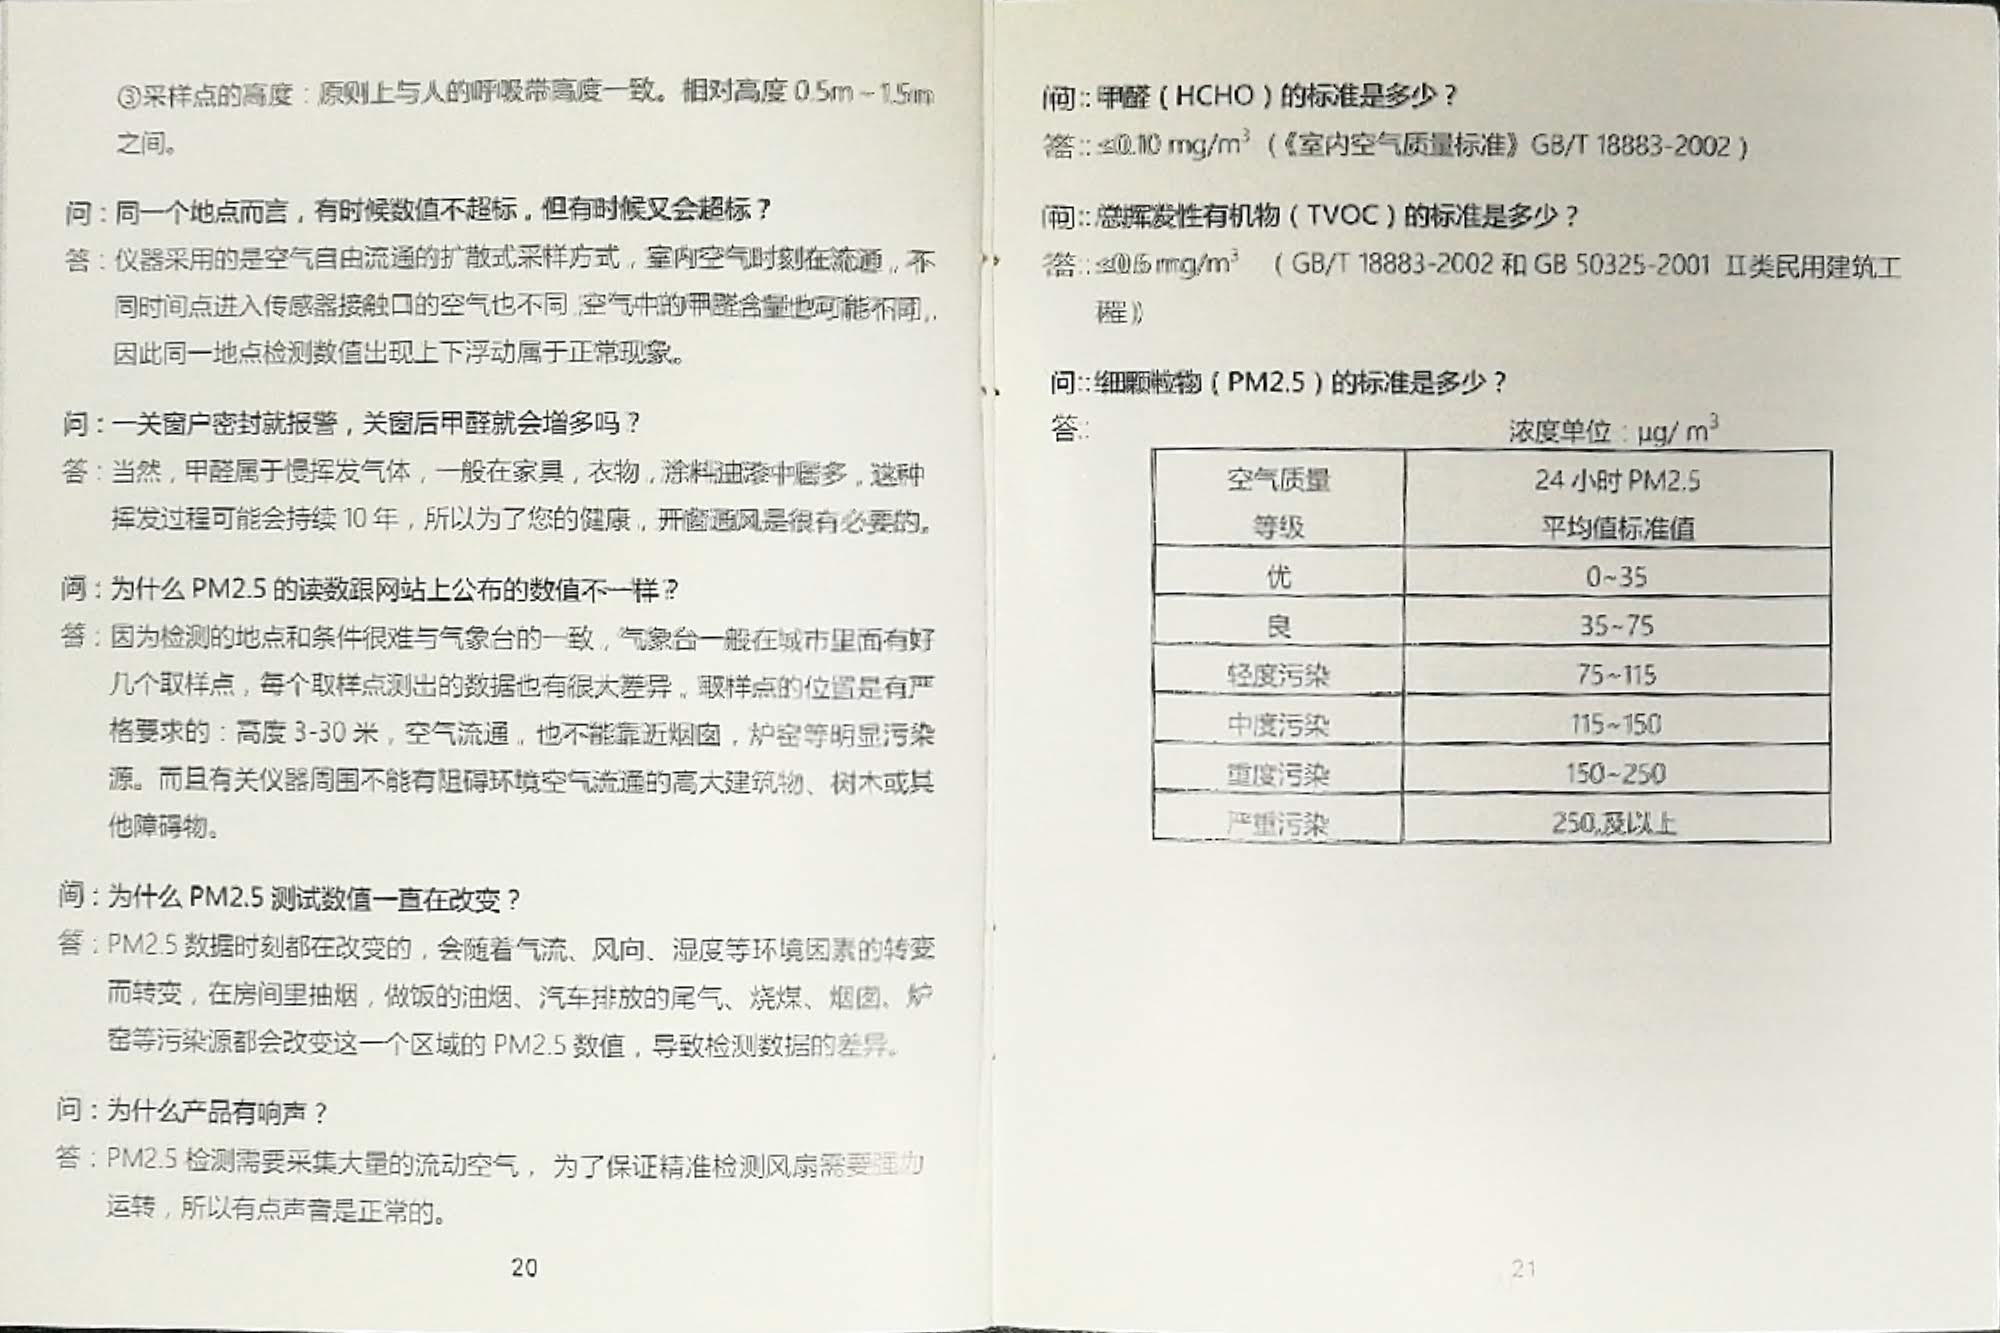 ③采样点的高度：原则上与人的呼吸带高度一致。相对高度 0.5m～1.5m
之间。
问：同一个地点而言，有时候数值不超标，但有时候又会超标？
答：仪器采用的是空气自由流通的扩散式采样方式，室内空气时刻在流通，不
同时间点进入传感器接触口的空气也不同,空气中的甲醛含量也可能不同，
因此同一地点检测数值出现上下浮动属于正常现象。
问：一关窗户密封就报警，关窗后甲醛就会增多吗？
答：当然，甲醛属于慢挥发气体，一般在家具，衣物，涂料油漆中居多，这种
挥发过程可能会持续 10 年，所以为了您的健康，开窗通风是很有必要的。
问：为什么 PM2.5 的读数跟网站上公布的数值不一样？
答：因为检测的地点和条件很难与气象台的一致，气象台一般在城市里面有好
几个取样点，每个取样点测出的数据也有很大差异。取样点的位置是有严
格要求的：高度 3-30 米，空气流通，也不能靠近烟囱，炉窑等明显污染
源。而且有关仪器周围不能有阻碍环境空气流通的高大建筑物、树木或其
他障碍物。
问：为什么 PM2.5 测试数值一直在改变？
答：PM2.5 数据时刻都在改变的，会随着气流、风向、湿度等环境因素的转变
而转变，在房间里抽烟，做饭的油烟、汽车排放的尾气、烧煤、烟囱、炉
窑等污染源都会改变这一个区域的 PM2.5 数值，导致检测数据的差异。
问：为什么产品有响声？
答：PM2.5 检测需要采集大量的流动空气， 为了保证精准检测风扇需要强力
运转，所以有点声音是正常的。
20
问：甲醛（HCHO）的标准是多少？
答：≤0.10 mg/m³（《室内空气质量标准》GB/T 18883-2002）
问：总挥发性有机物（TVOC）的标准是多少？
答：≤0.6 mg/m³ （GB/T 18883-2002 和 GB 50325-2001 Ⅱ类民用建筑工
程）
问：细颗粒物（PM2.5）的标准是多少？
答：
浓度单位：μg/ m³
空气质量 24 小时 PM2.5
等级 平均值标准值
优 0~35
良 35~75
轻度污染 75~115
中度污染 115~150
重度污染 150~250
严重污染 250 及以上
21